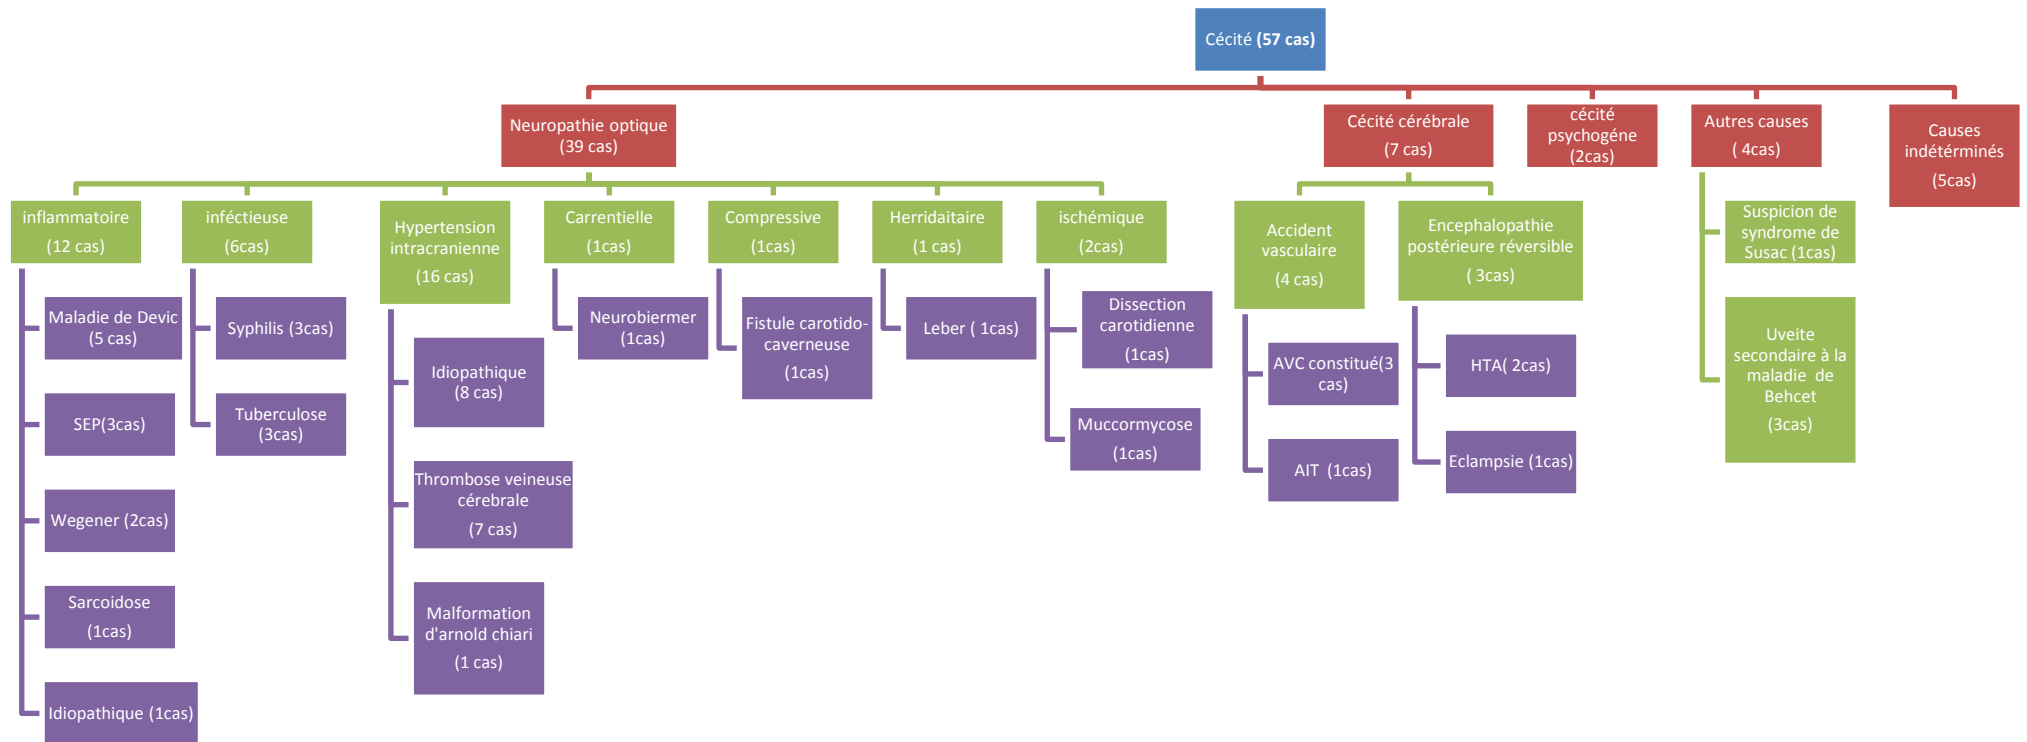 Cécité (57 cas)
Neuropathie optique
(39 cas)
Cécité cérébrale
(7 cas)
cécité
psychogéne
(2cas)
Autres causes
( 4cas)
Causes
indétérminés
(5cas)
inflammatoire
(12 cas)
inféctieuse
(6cas)
Hypertension
intracranienne
(16 cas)
Carrentielle
(1cas)
Compressive
(1cas)
Herridaitaire
(1 cas)
ischémique
(2cas)
Accident
vasculaire
(4 cas)
Encephalopathie
postérieure réversible
( 3cas)
Suspicion de
syndrome de
Susac (1cas)
Uveite
secondaire à la
maladie de
Behcet
(3cas)
Maladie de Devic
(5 cas)
SEP(3cas)
Wegener (2cas)
Sarcoidose
(1cas)
Idiopathique (1cas)
Syphilis (3cas)
Tuberculose
(3cas)
Idiopathique
(8 cas)
Thrombose veineuse
cérebrale
(7 cas)
Malformation
d'arnold chiari
(1 cas)
Neurobiermer
(1cas)
Fistule carotido-
caverneuse
(1cas)
Leber ( 1cas)
Dissection
carotidienne
(1cas)
Muccormycose
(1cas)
AVC constitué(3
cas)
AIT (1cas)
HTA( 2cas)
Eclampsie (1cas)